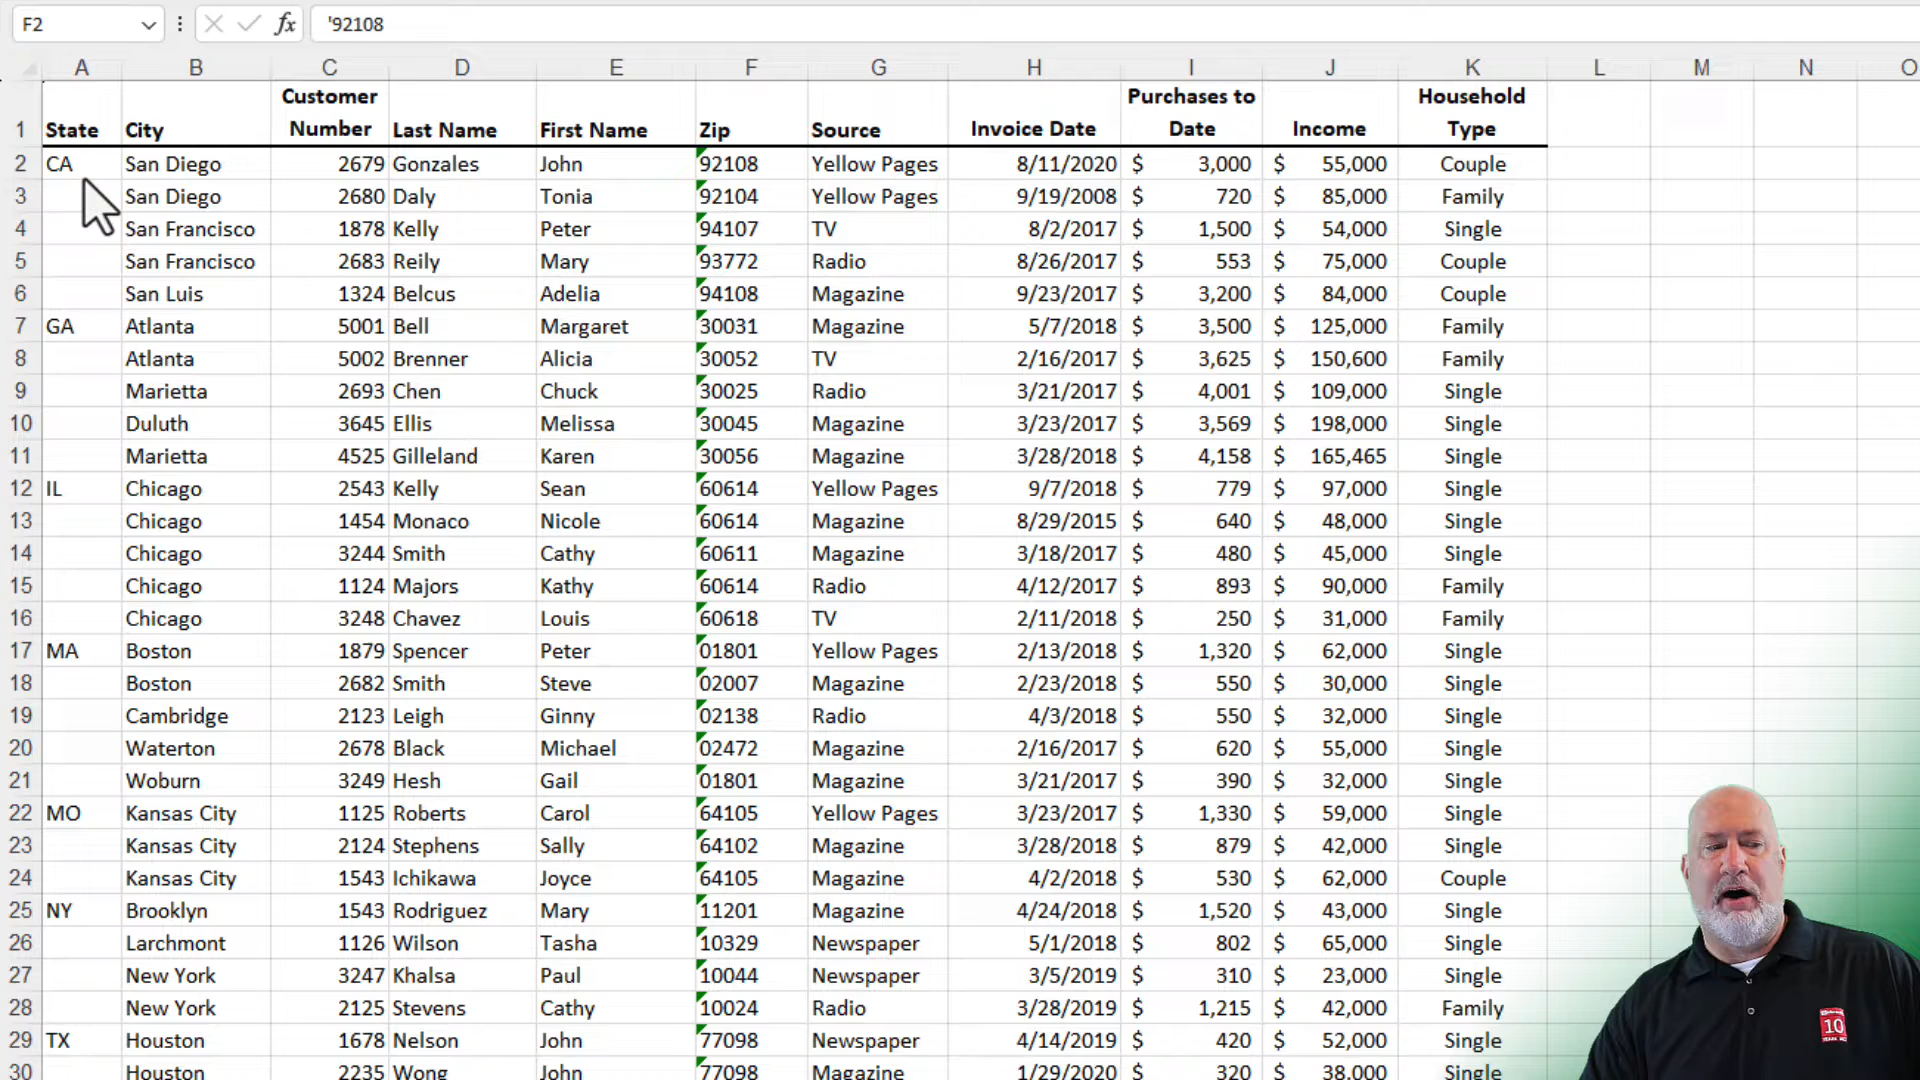 F2 fx '92108
A B C D E F G H I J K L M N O
Customer Purchases to Household
1 State City Number Last Name First Name Zip Source Invoice Date Date Income Type
2 CA San Diego 2679 Gonzales John 92108 Yellow Pages 8/11/2020 $ 3,000 $ 55,000 Couple
3 San Diego 2680 Daly Tonia 92104 Yellow Pages 9/19/2008 $ 720 $ 85,000 Family
4 San Francisco 1878 Kelly Peter 94107 TV 8/2/2017 $ 1,500 $ 54,000 Single
5 San Francisco 2683 Reily Mary 93772 Radio 8/26/2017 $ 553 $ 75,000 Couple
6 San Luis 1324 Belcus Adelia 94108 Magazine 9/23/2017 $ 3,200 $ 84,000 Couple
7 GA Atlanta 5001 Bell Margaret 30031 Magazine 5/7/2018 $ 3,500 $ 125,000 Family
8 Atlanta 5002 Brenner Alicia 30052 TV 2/16/2017 $ 3,625 $ 150,600 Family
9 Marietta 2693 Chen Chuck 30025 Radio 3/21/2017 $ 4,001 $ 109,000 Single
10 Duluth 3645 Ellis Melissa 30045 Magazine 3/23/2017 $ 3,569 $ 198,000 Single
11 Marietta 4525 Gilleland Karen 30056 Magazine 3/28/2018 $ 4,158 $ 165,465 Single
12 IL Chicago 2543 Kelly Sean 60614 Yellow Pages 9/7/2018 $ 779 $ 97,000 Single
13 Chicago 1454 Monaco Nicole 60614 Magazine 8/29/2015 $ 640 $ 48,000 Single
14 Chicago 3244 Smith Cathy 60611 Magazine 3/18/2017 $ 480 $ 45,000 Single
15 Chicago 1124 Majors Kathy 60614 Radio 4/12/2017 $ 893 $ 90,000 Family
16 Chicago 3248 Chavez Louis 60618 TV 2/11/2018 $ 250 $ 31,000 Family
17 MA Boston 1879 Spencer Peter 01801 Yellow Pages 2/13/2018 $ 1,320 $ 62,000 Single
18 Boston 2682 Smith Steve 02007 Magazine 2/23/2018 $ 550 $ 30,000 Single
19 Cambridge 2123 Leigh Ginny 02138 Radio 4/3/2018 $ 550 $ 32,000 Single
20 Waterton 2678 Black Michael 02472 Magazine 2/16/2017 $ 620 $ 55,000 Single
21 Woburn 3249 Hesh Gail 01801 Magazine 3/21/2017 $ 390 $ 32,000 Single
22 MO Kansas City 1125 Roberts Carol 64105 Yellow Pages 3/23/2017 $ 1,330 $ 59,000 Single
23 Kansas City 2124 Stephens Sally 64102 Magazine 3/28/2018 $ 879 $ 42,000 Single
24 Kansas City 1543 Ichikawa Joyce 64105 Magazine 4/2/2018 $ 530 $ 62,000 Couple
25 NY Brooklyn 1543 Rodriguez Mary 11201 Magazine 4/24/2018 $ 1,520 $ 43,000 Single
26 Larchmont 1126 Wilson Tasha 10329 Newspaper 5/1/2018 $ 802 $ 65,000 Single
27 New York 3247 Khalsa Paul 10044 Newspaper 3/5/2019 $ 310 $ 23,000 Single
28 New York 2125 Stevens Cathy 10024 Radio 3/28/2019 $ 1,215 $ 42,000 Family
29 TX Houston 1678 Nelson John 77098 Newspaper 4/14/2019 $ 420 $ 52,000 Single
30 Houston 2235 Wong John 77098 Magazine 1/29/2020 $ 320 $ 38,000 Single
10